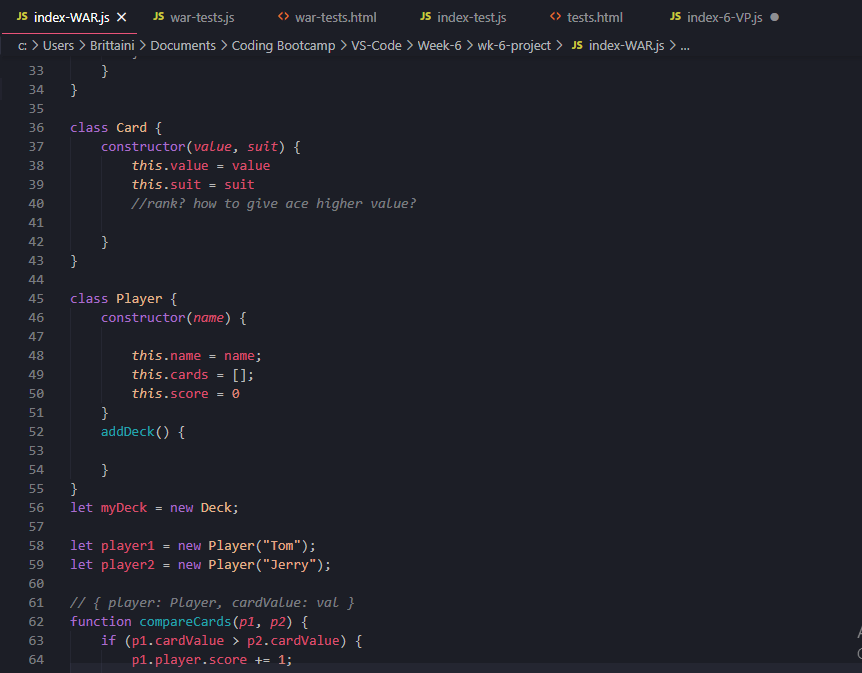 JS index-WAR.js × JS war-tests.js <> war-tests.html JS index-test.js <> tests.html JS index-6-VP.js ●
c: > Users > Brittaini > Documents > Coding Bootcamp > VS-Code > Week-6 > wk-6-project > JS index-WAR.js > ...
33         }
34 }
35
36 class Card {
37     constructor(value, suit) {
38         this.value = value
39         this.suit = suit
40         //rank? how to give ace higher value?
41
42     }
43 }
44
45 class Player {
46     constructor(name) {
47
48         this.name = name;
49         this.cards = [];
50         this.score = 0
51     }
52     addDeck() {
53
54     }
55 }
56 let myDeck = new Deck;
57
58 let player1 = new Player("Tom");
59 let player2 = new Player("Jerry");
60
61 // { player: Player, cardValue: val }
62 function compareCards(p1, p2) {
63     if (p1.cardValue > p2.cardValue) {
64         p1.player.score += 1;